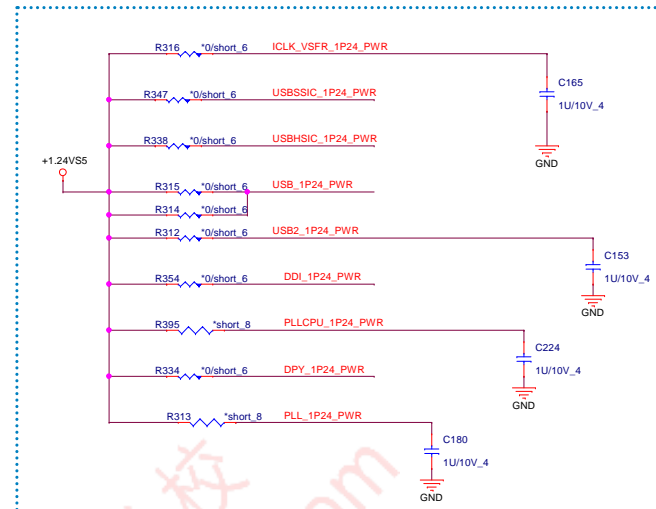 R316 *0/short_6 ICLK_VSFR_1P24_PWR
C165
R347 *0/short_6 USBSSIC_1P24_PWR
1U/10V_4
R338 *0/short_6 USBHSIC_1P24_PWR
GND
+1.24VS5
R315 *0/short_6 USB_1P24_PWR
R314 *0/short_6
R312 *0/short_6 USB2_1P24_PWR
C153
R354 *0/short_6 DDI_1P24_PWR
1U/10V_4
GND
R395 *short_8 PLLCPU_1P24_PWR
C224
R334 *0/short_6 DPY_1P24_PWR
1U/10V_4
GND
R313 *short_8 PLL_1P24_PWR
C180
1U/10V_4
GND
校
om